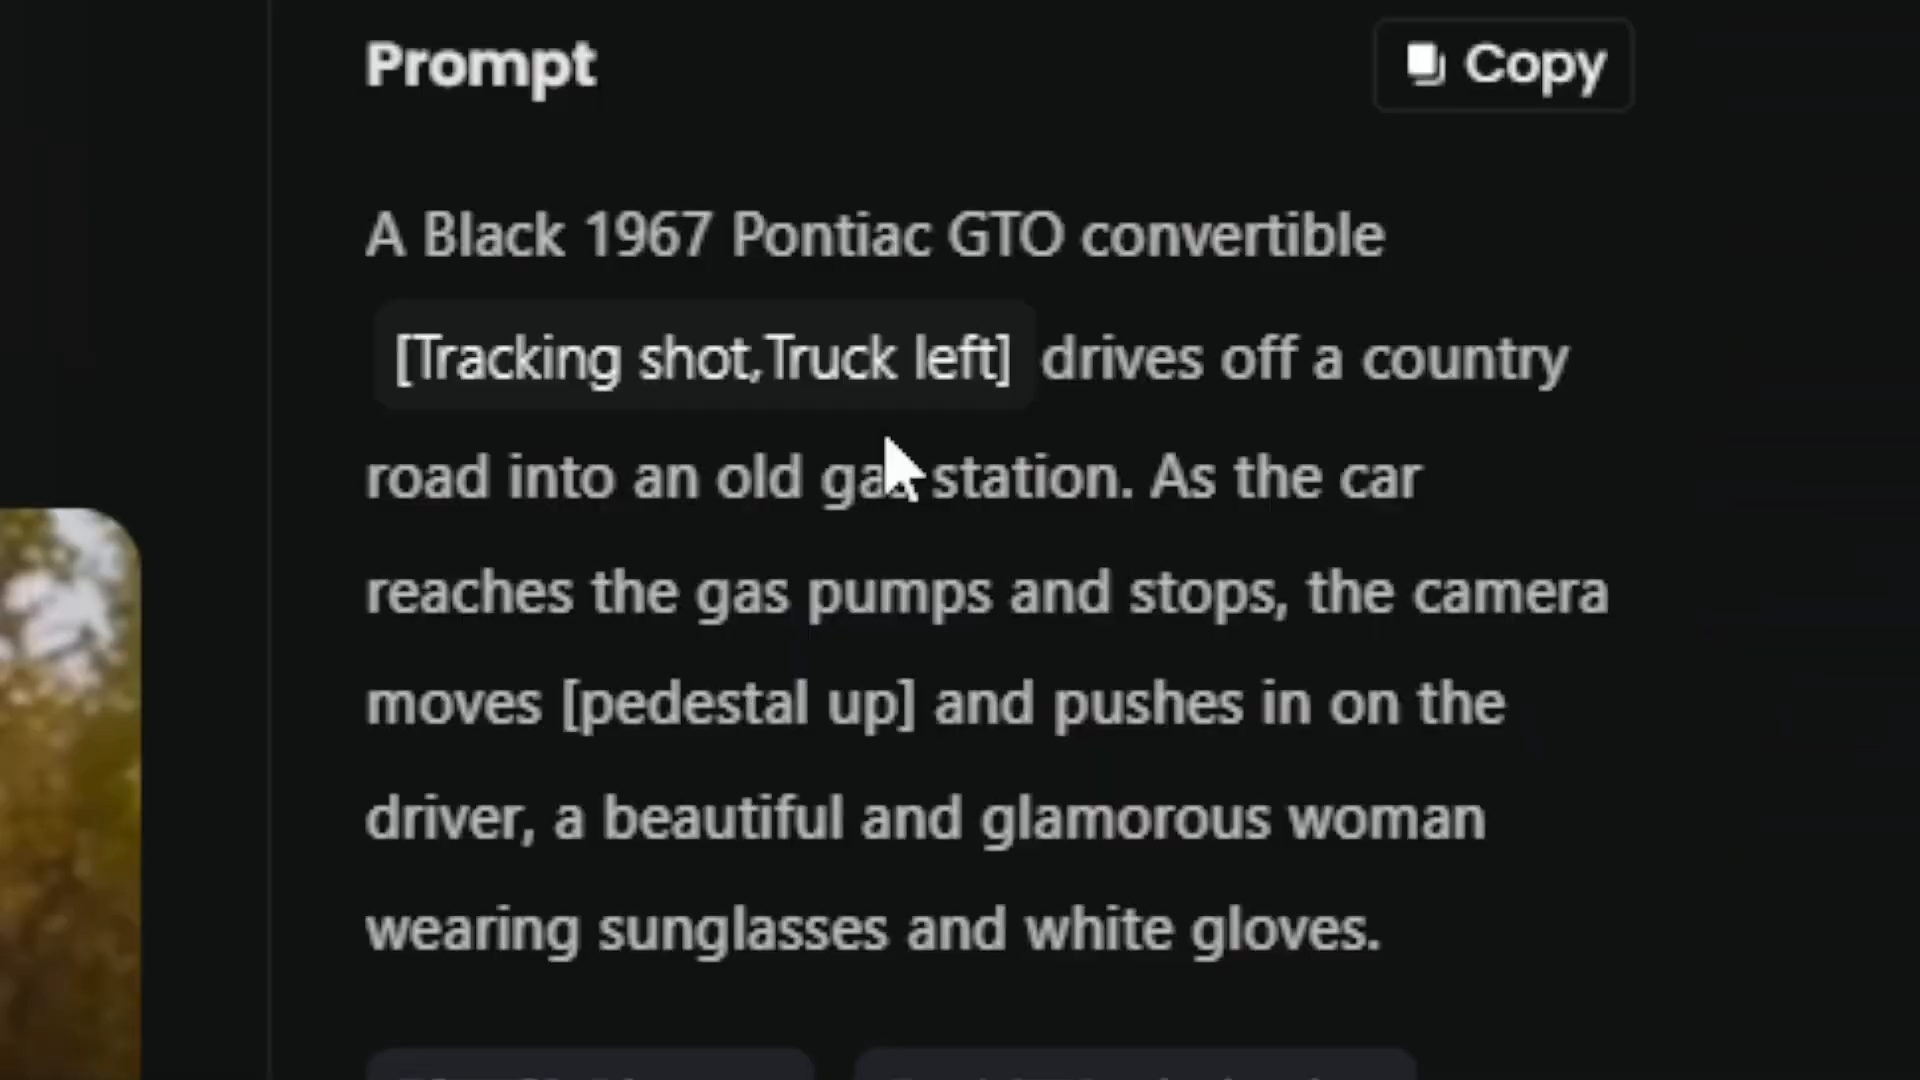 Prompt
Copy
A Black 1967 Pontiac GTO convertible
[Tracking shot,Truck left] drives off a country
road into an old gas station. As the car
reaches the gas pumps and stops, the camera
moves [pedestal up] and pushes in on the
driver, a beautiful and glamorous woman
wearing sunglasses and white gloves.